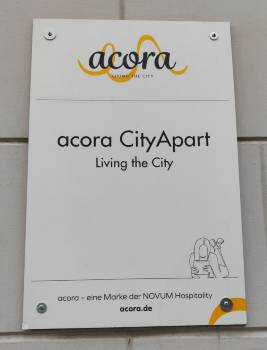 acora
LIVING THE CITY
acora CityApart
Living the City
acora - eine Marke der NOVUM Hospitality
acora.de